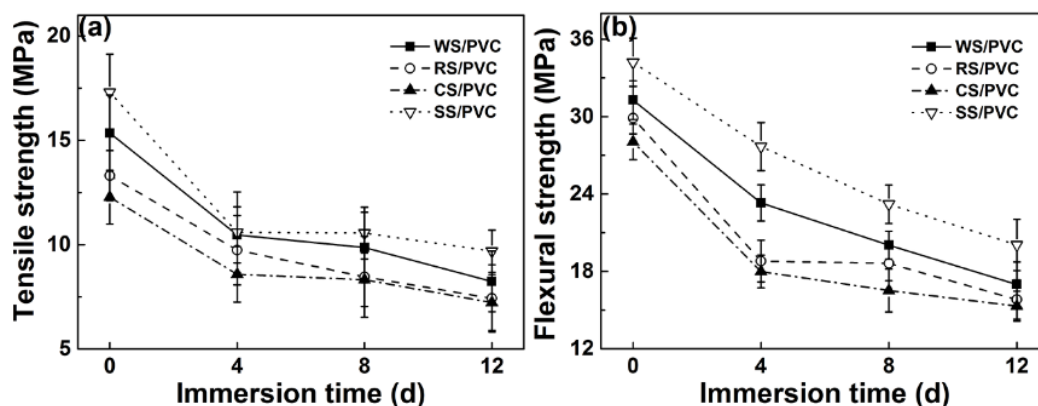 (a)
WS/PVC
RS/PVC
CS/PVC
SS/PVC
Tensile strength (MPa)
20
15
10
5
0 4 8 12
Immersion time (d)
(b)
WS/PVC
RS/PVC
CS/PVC
SS/PVC
Flexural strength (MPa)
36
30
24
18
12
0 4 8 12
Immersion time (d)